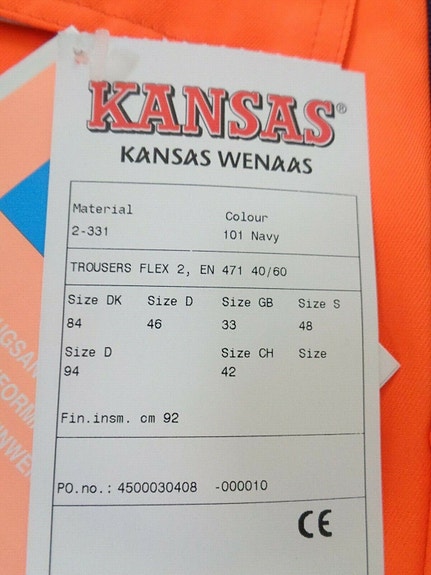 KANSAS®
KANSAS WENAAS
Material Colour
2-331 101 Navy
TROUSERS FLEX 2, EN 471 40/60
Size DK Size D Size GB Size S
84 46 33 48
Size D Size CH Size
94 42
Fin.insm. cm 92
PO.no.: 4500030408 -000010
CE